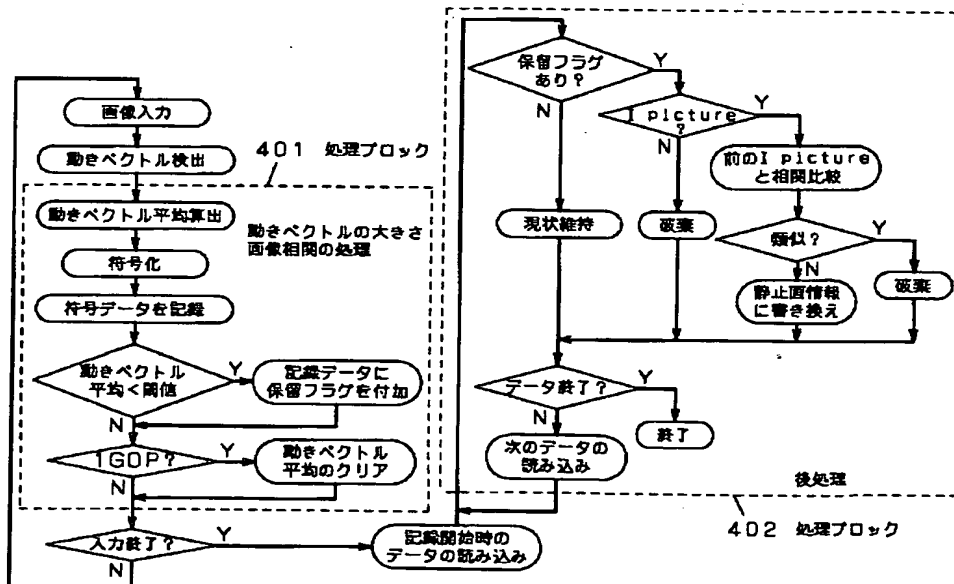 画像入力
動きベクトル検出
401 処理ブロック
動きベクトル平均算出
動きベクトルの大きさ
画像相関の処理
符号化
符号データを記録
動きベクトル
平均<閾値
Y
記録データに
保留フラグを付加
N
1GOP?
Y
動きベクトル
平均のクリア
N
入力終了?
Y
N
記録開始時の
データの読み込み
保留フラグ
あり?
Y
N
I picture
?
Y
N
前のI picture
と相関比較
現状維持
破棄
類似?
Y
N
静止画情報
に書き換え
破棄
データ終了?
Y
N
終了
次のデータの
読み込み
後処理
402 処理ブロック